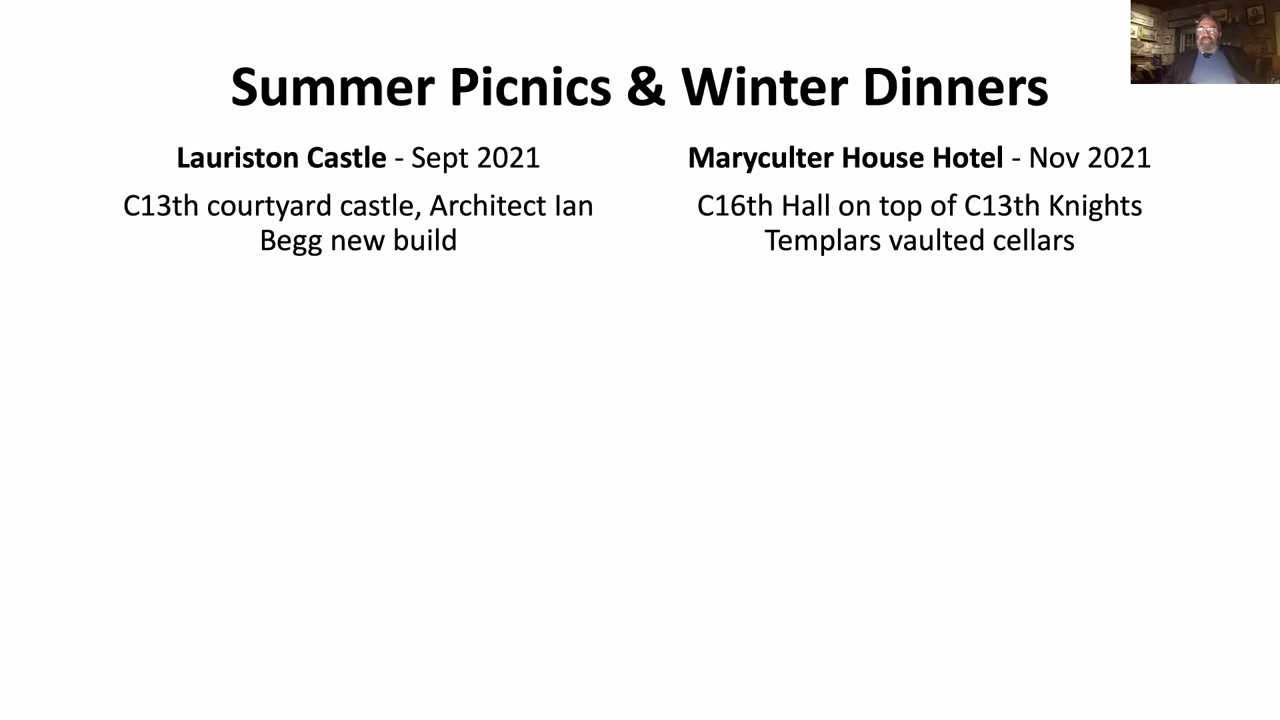 Summer Picnics & Winter Dinners
Lauriston Castle - Sept 2021
C13th courtyard castle, Architect Ian
Begg new build
Maryculter House Hotel - Nov 2021
C16th Hall on top of C13th Knights
Templars vaulted cellars